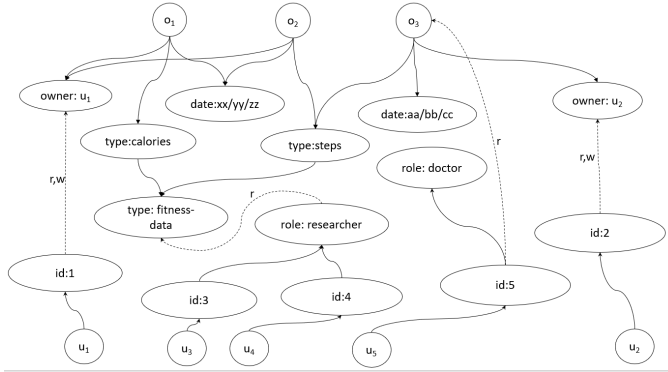 o1
o2
o3
owner: u1
date:xx/yy/zz
date:aa/bb/cc
owner: u2
type:calories
type:steps
r
role: doctor
r,w
r,w
type: fitness-
data
r
role: researcher
id:2
id:1
id:3
id:4
id:5
u1
u3
u4
u5
u2